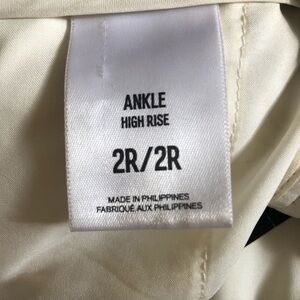 ANKLE
HIGH RISE
2R/2R
MADE IN PHILIPPINES
FABRIQUÉ AUX PHILIPPINES